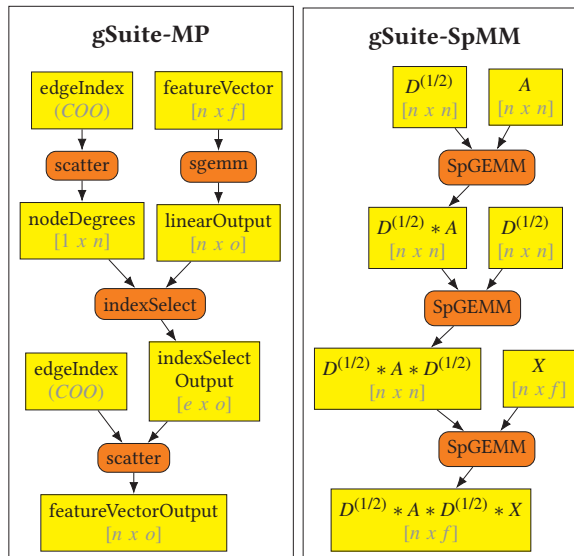 gSuite-MP
edgeIndex
(COO)
featureVector
[n x f]
scatter
sgemm
nodeDegrees
[1 x n]
linearOutput
[n x o]
indexSelect
edgeIndex
(COO)
indexSelect
Output
[e x o]
scatter
featureVectorOutput
[n x o]
gSuite-SpMM
D^(1/2)
[n x n]
A
[n x n]
SpGEMM
D^(1/2) ∗ A
[n x n]
D^(1/2)
[n x n]
SpGEMM
D^(1/2) ∗ A ∗ D^(1/2)
[n x n]
X
[n x f]
SpGEMM
D^(1/2) ∗ A ∗ D^(1/2) ∗ X
[n x f]